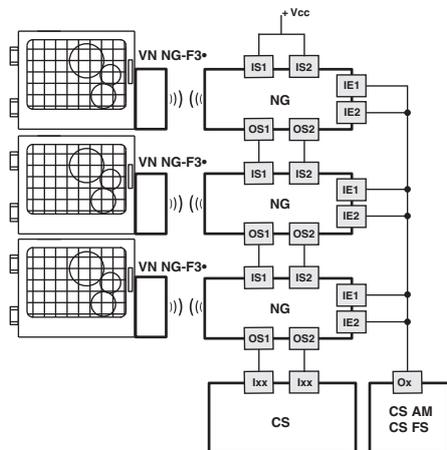 + Vcc
VN NG-F3•
IS1 IS2
NG
IE1
IE2
OS1 OS2
VN NG-F3•
IS1 IS2
NG
IE1
IE2
OS1 OS2
VN NG-F3•
IS1 IS2
NG
IE1
IE2
OS1 OS2
Ixx Ixx
CS
Ox
CS AM
CS FS